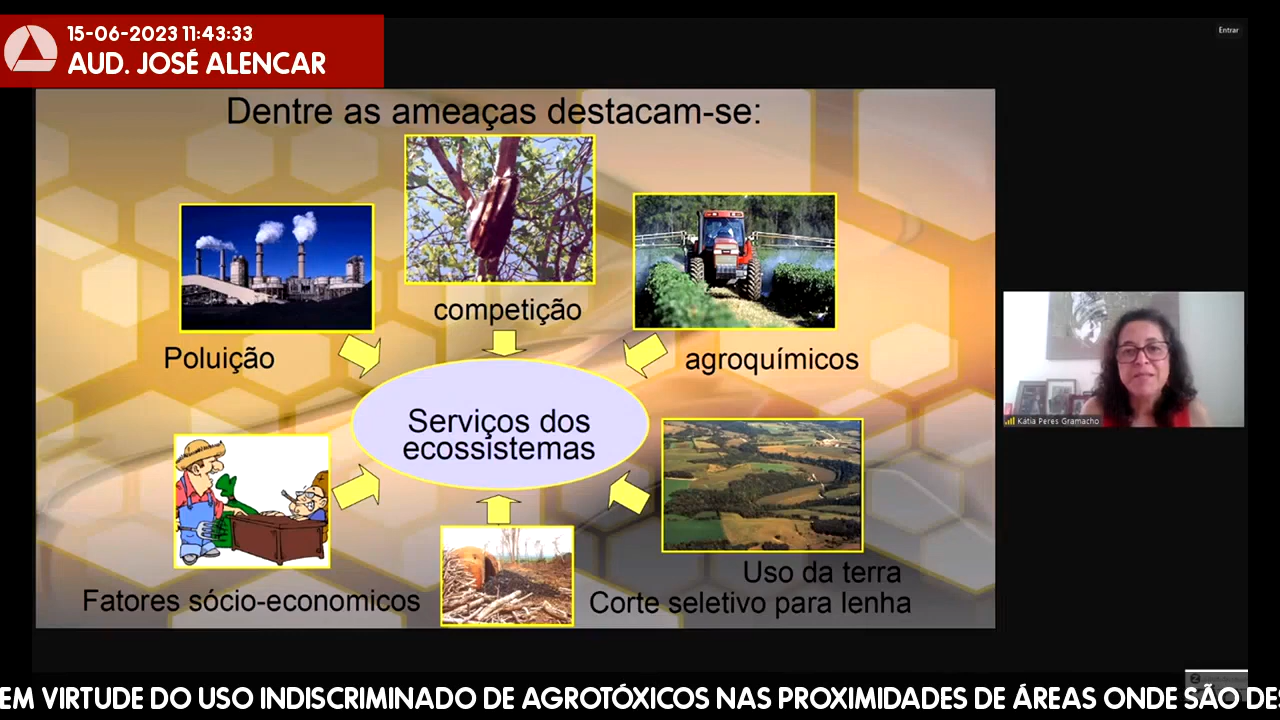 15-06-2023 11:43:33
AUD. JOSÉ ALENCAR
Entrar
Dentre as ameaças destacam-se:
competição
Poluição
agroquímicos
Serviços dos
ecossistemas
Kátia Peres Gramacho
Uso da terra
Fatores sócio-economicos
Corte seletivo para lenha
EM VIRTUDE DO USO INDISCRIMINADO DE AGROTÓXICOS NAS PROXIMIDADES DE ÁREAS ONDE SÃO DES